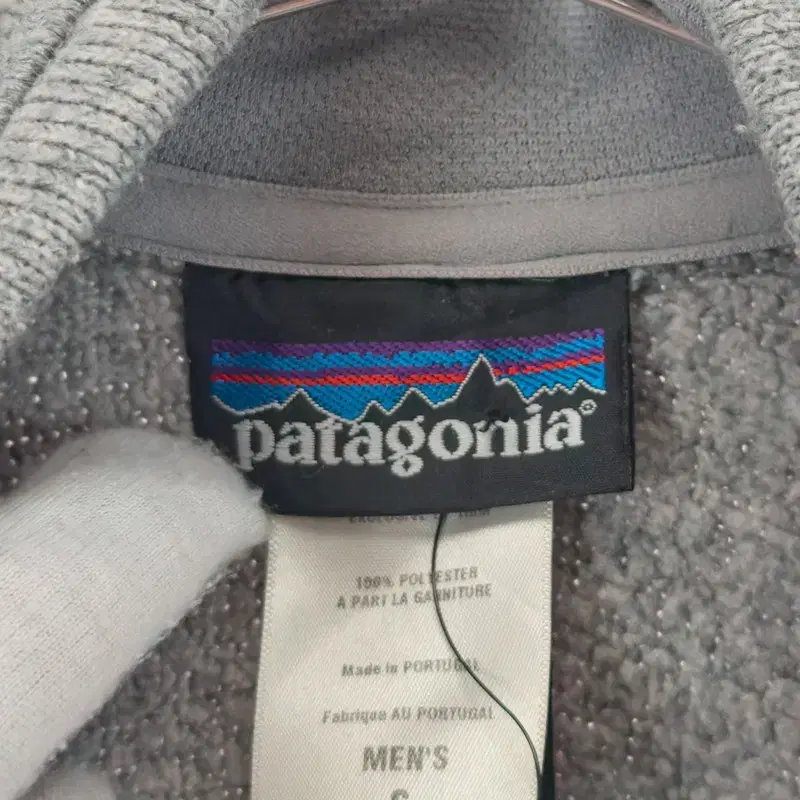 patagonia®
100% POLYESTER
A PART LA GARNITURE
Made in PORTUGAL
Fabrique AU PORTUGAL
MEN'S